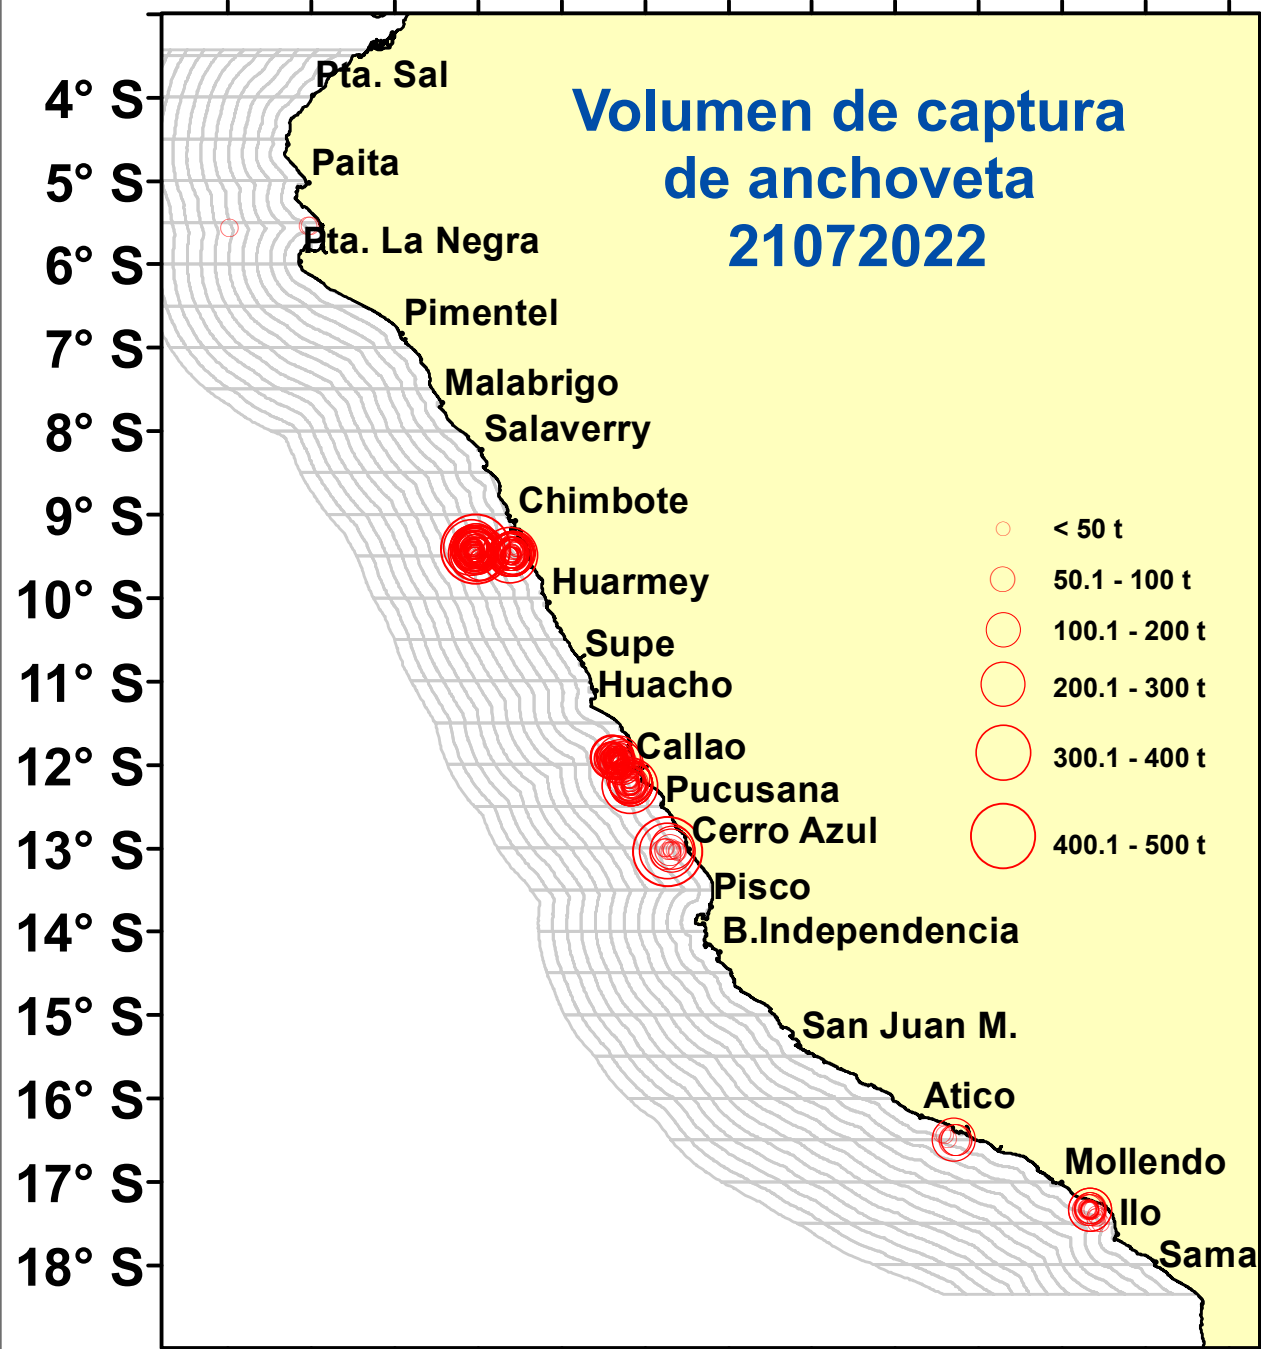 Volumen de captura
de anchoveta
21072022
4° S
5° S
6° S
7° S
8° S
9° S
10° S
11° S
12° S
13° S
14° S
15° S
16° S
17° S
18° S
Pta. Sal
Paita
Pta. La Negra
Pimentel
Malabrigo
Salaverry
Chimbote
Huarmey
Supe
Huacho
Callao
Pucusana
Cerro Azul
Pisco
B.Independencia
San Juan M.
Atico
Mollendo
Ilo
Sama
< 50 t
50.1 - 100 t
100.1 - 200 t
200.1 - 300 t
300.1 - 400 t
400.1 - 500 t